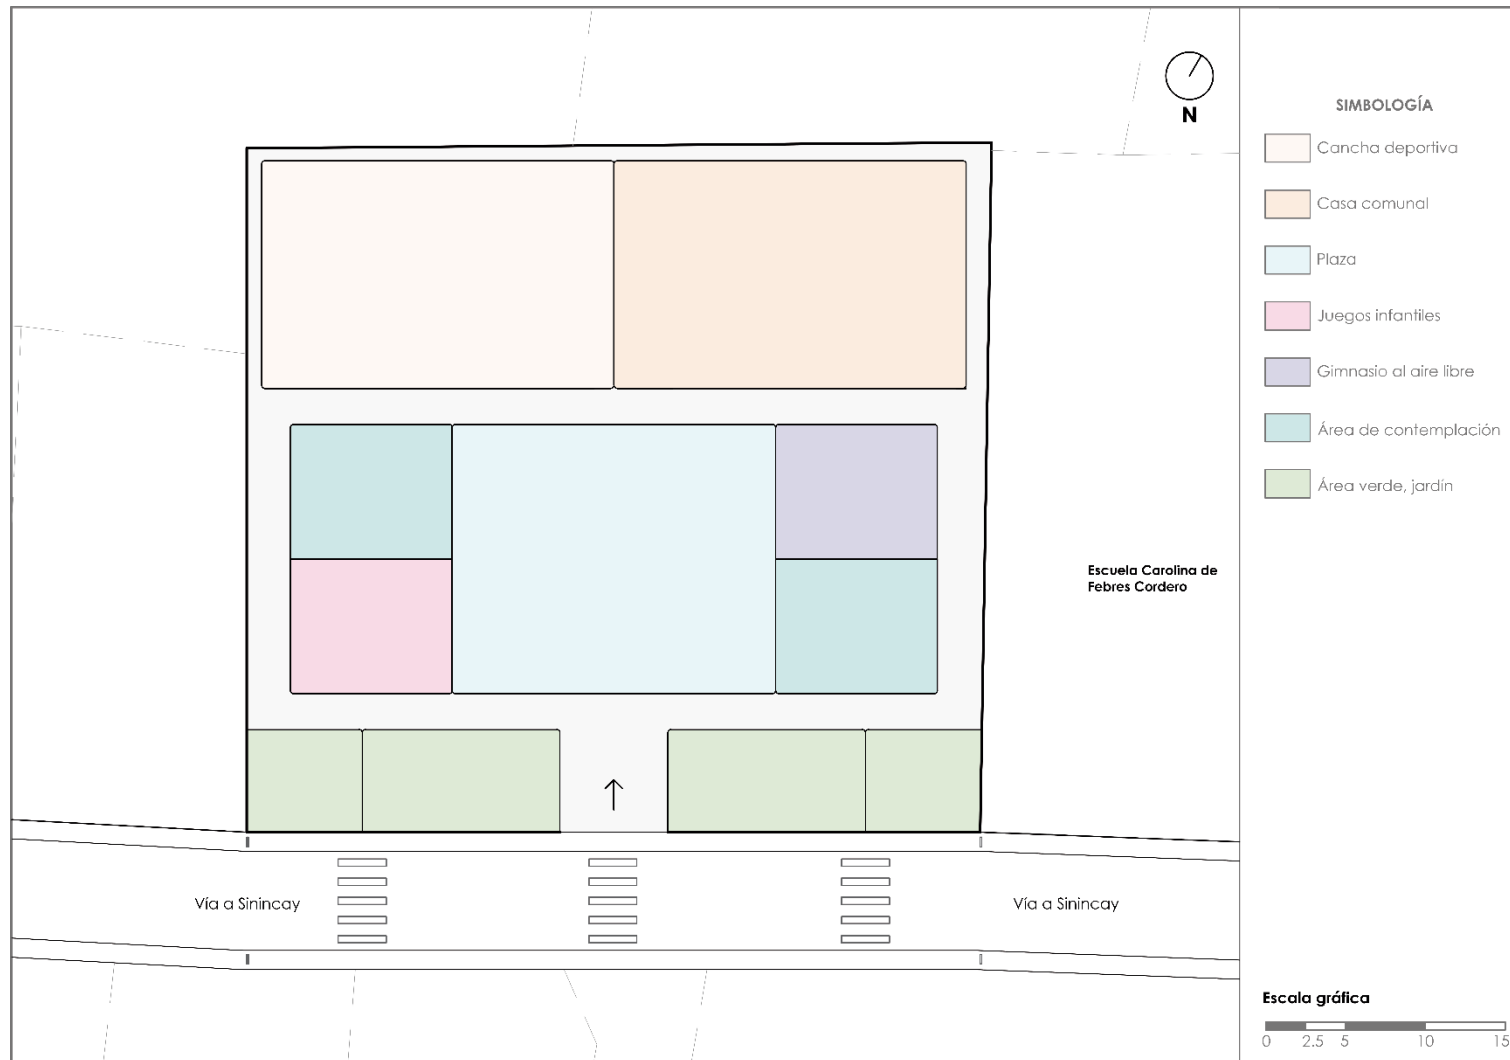 N
SIMBOLOGÍA
Cancha deportiva
Casa comunal
Plaza
Juegos infantiles
Gimnasio al aire libre
Área de contemplación
Área verde, jardín
Escuela Carolina de
Febres Cordero
Vía a Sinincay
Vía a Sinincay
Escala gráfica
0 2.5 5 10 15